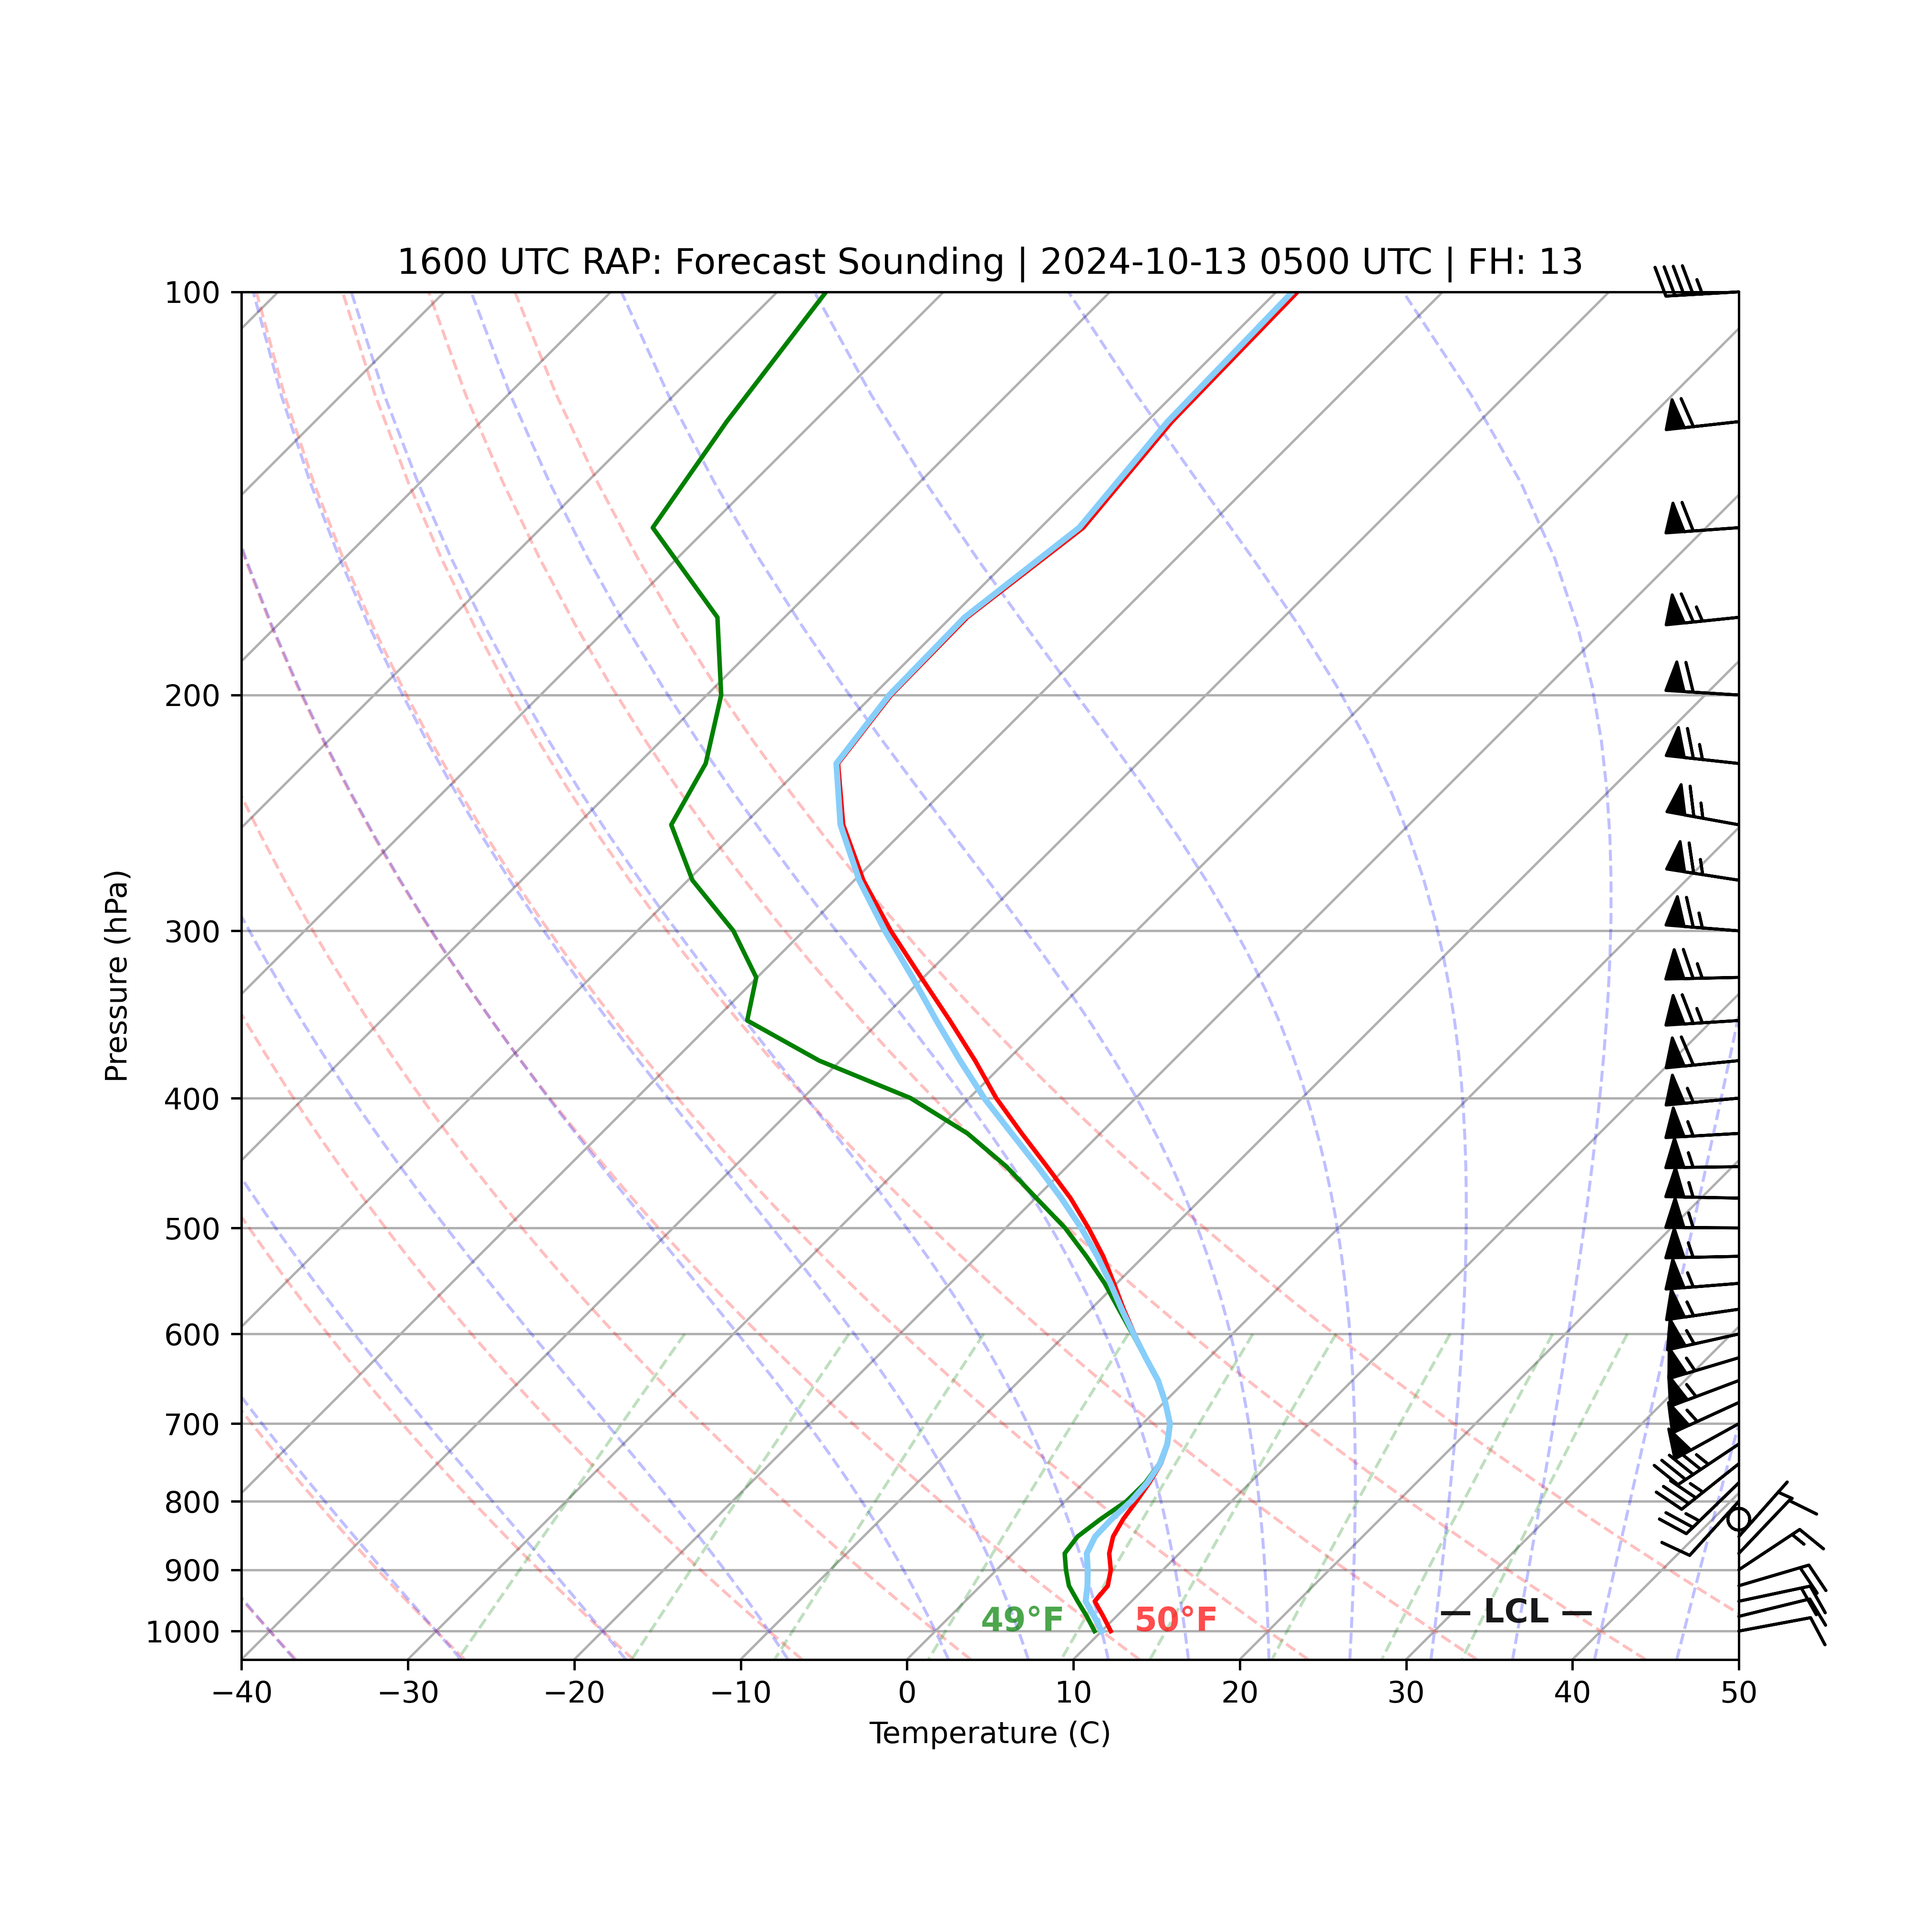 1600 UTC RAP: Forecast Sounding | 2024-10-13 0500 UTC | FH: 13
100
200
300
400
500
600
700
800
900
1000
Pressure (hPa)
49°F
50°F
— LCL —
−40 −30 −20 −10 0 10 20 30 40 50
Temperature (C)